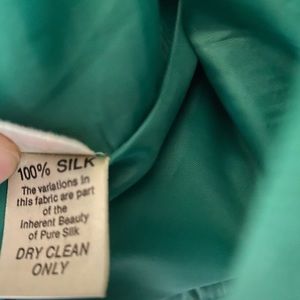 100% SILK
The variations in
this fabric are part
of the
Inherent Beauty
of Pure Silk
DRY CLEAN
ONLY